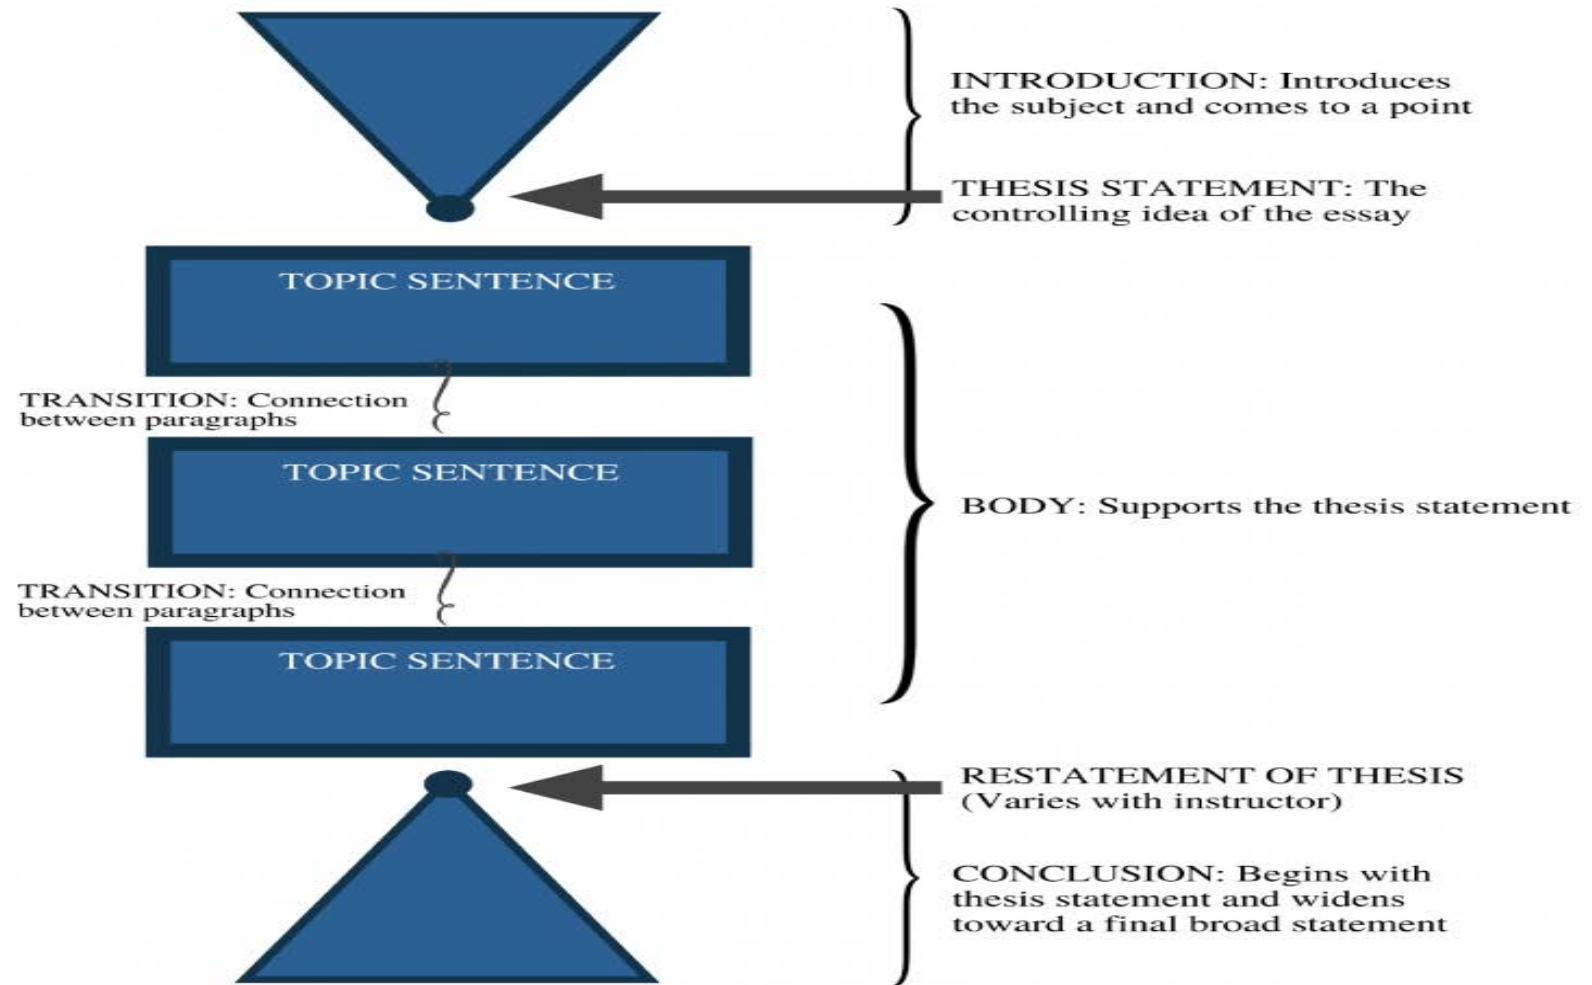 INTRODUCTION: Introduces
the subject and comes to a point
THESIS STATEMENT: The
controlling idea of the essay
TOPIC SENTENCE
TRANSITION: Connection
between paragraphs
TOPIC SENTENCE
BODY: Supports the thesis statement
TRANSITION: Connection
between paragraphs
TOPIC SENTENCE
RESTATEMENT OF THESIS
(Varies with instructor)
CONCLUSION: Begins with
thesis statement and widens
toward a final broad statement